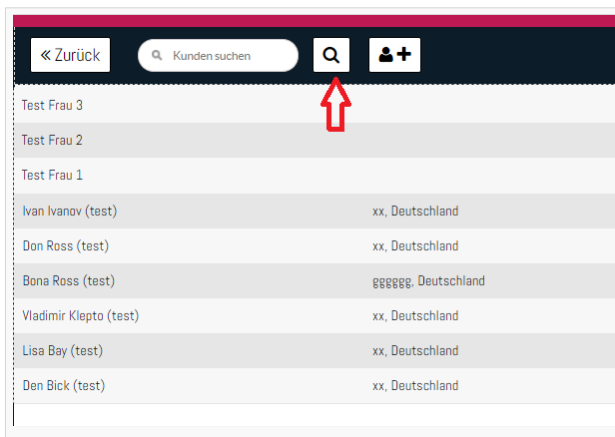 « Zurück Kunden suchen
Test Frau 3
Test Frau 2
Test Frau 1
Ivan Ivanov (test) xx, Deutschland
Don Ross (test) xx, Deutschland
Bona Ross (test) gggggg, Deutschland
Vladimir Klepto (test) xx, Deutschland
Lisa Bay (test) xx, Deutschland
Den Bick (test) xx, Deutschland